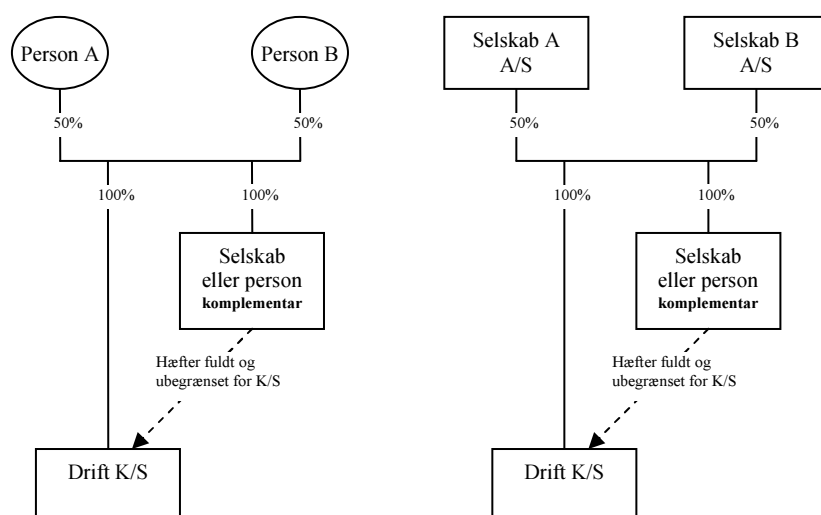 Person A
Person B
50%
50%
100%
100%
Selskab
eller person
komplementar
Hæfter fuldt og
ubegrænset for K/S
Drift K/S
Selskab A
A/S
Selskab B
A/S
50%
50%
100%
100%
Selskab
eller person
komplementar
Hæfter fuldt og
ubegrænset for K/S
Drift K/S